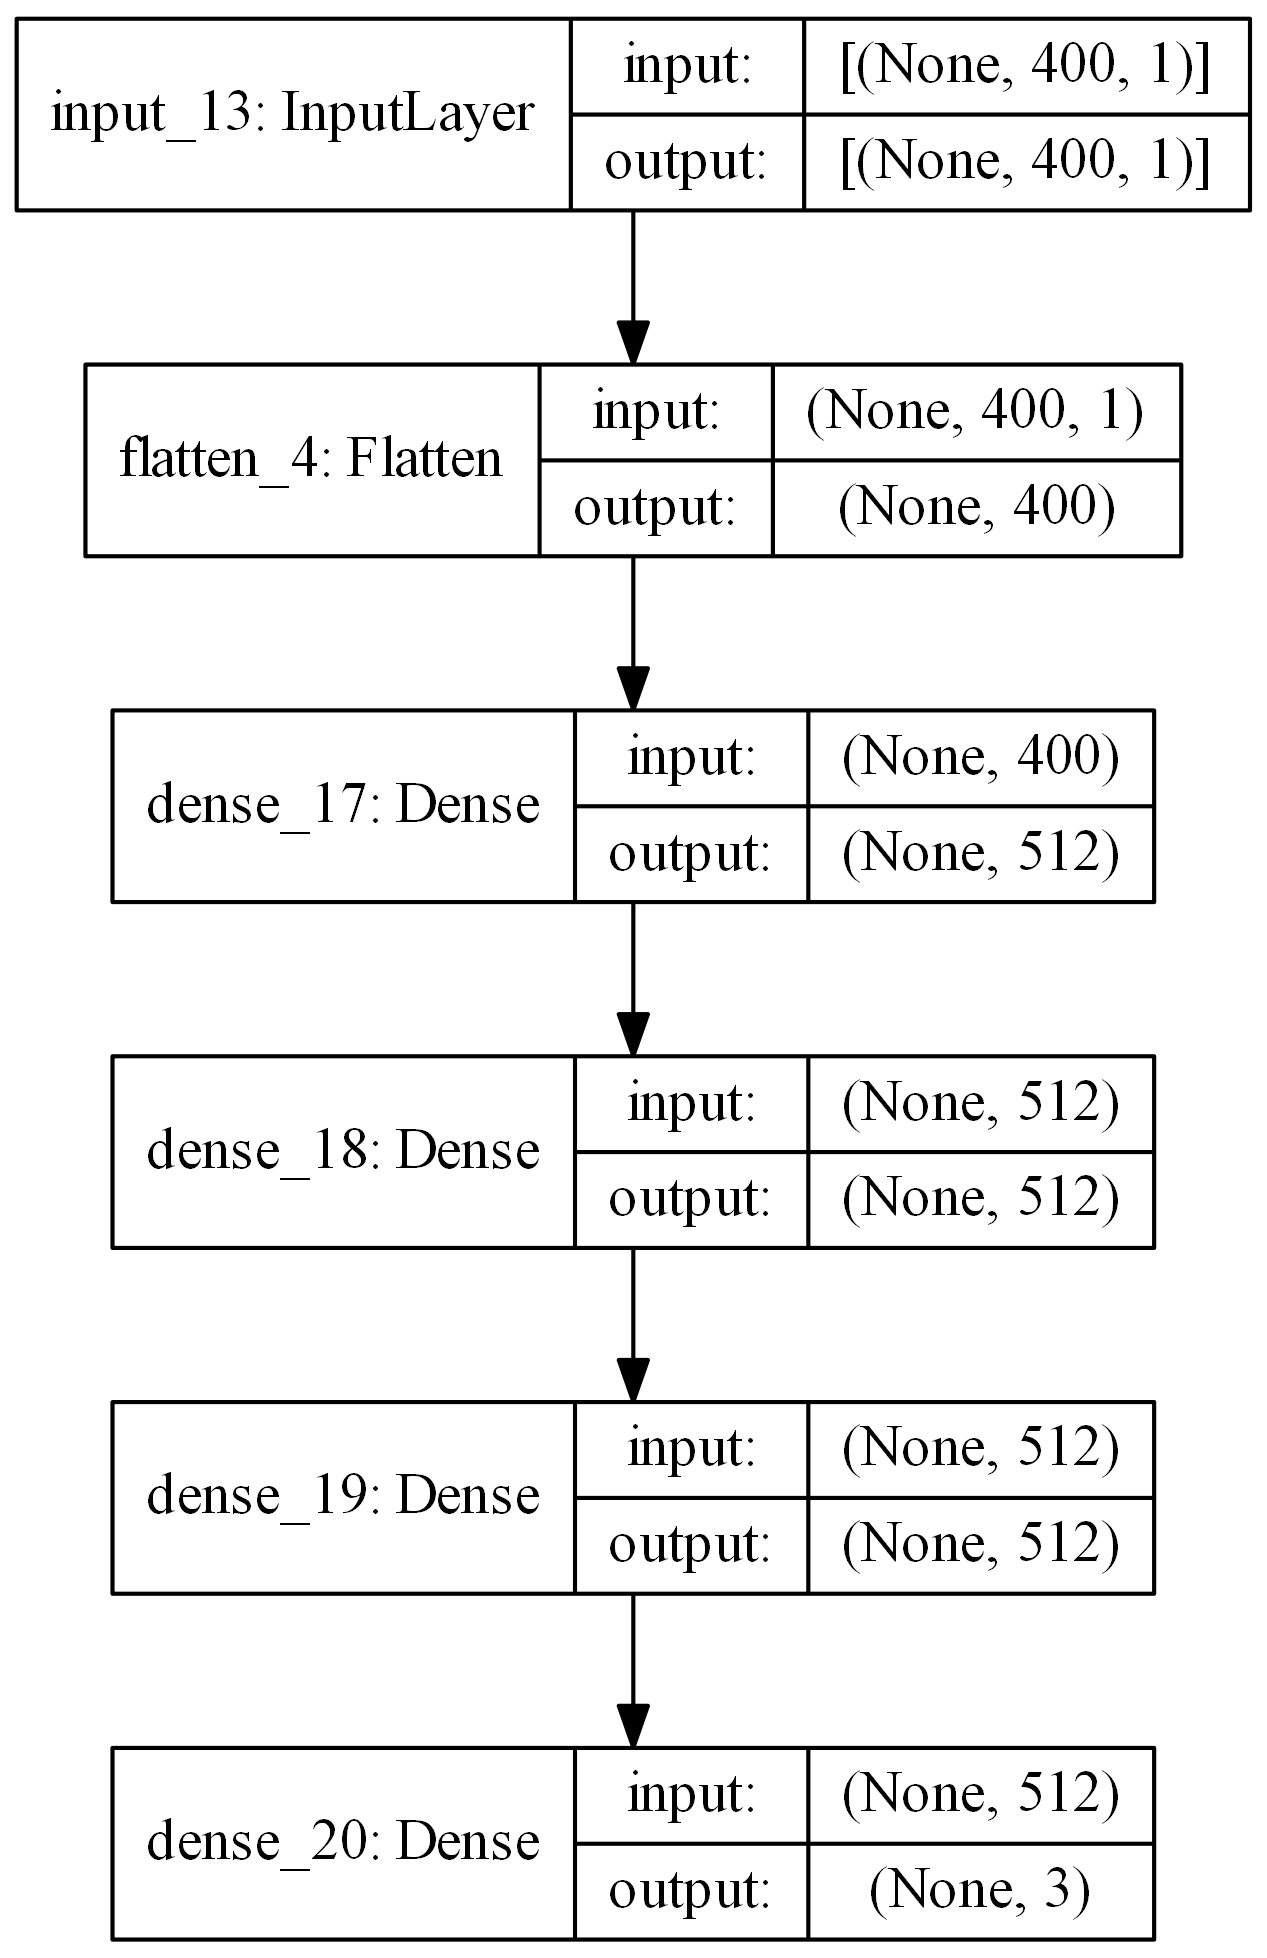 input_13: InputLayer
input:
[(None, 400, 1)]
output:
[(None, 400, 1)]
flatten_4: Flatten
input:
(None, 400, 1)
output:
(None, 400)
dense_17: Dense
input:
(None, 400)
output:
(None, 512)
dense_18: Dense
input:
(None, 512)
output:
(None, 512)
dense_19: Dense
input:
(None, 512)
output:
(None, 512)
dense_20: Dense
input:
(None, 512)
output:
(None, 3)